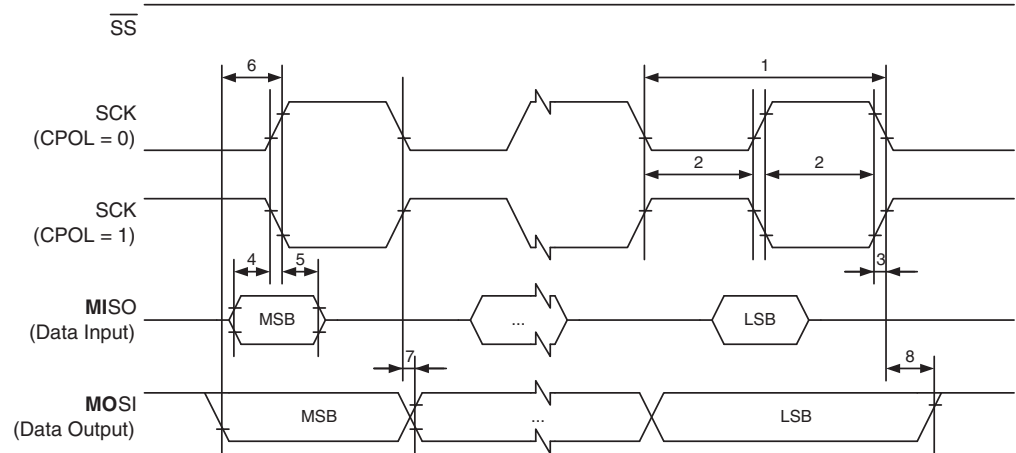 SS
6
1
SCK
(CPOL = 0)
2
2
SCK
(CPOL = 1)
4
5
3
MISO
(Data Input)
MSB
...
LSB
7
8
MOSI
(Data Output)
MSB
...
LSB